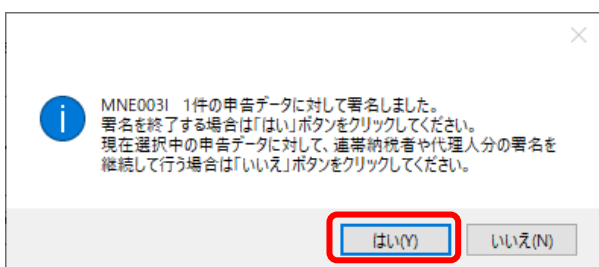 MNE003I 1件の申告データに対して署名しました。
署名を終了する場合は「はい」ボタンをクリックしてください。
現在選択中の申告データに対して、連帯納税者や代理人分の署名を
継続して行う場合は「いいえ」ボタンをクリックしてください。
はい(Y)
いいえ(N)